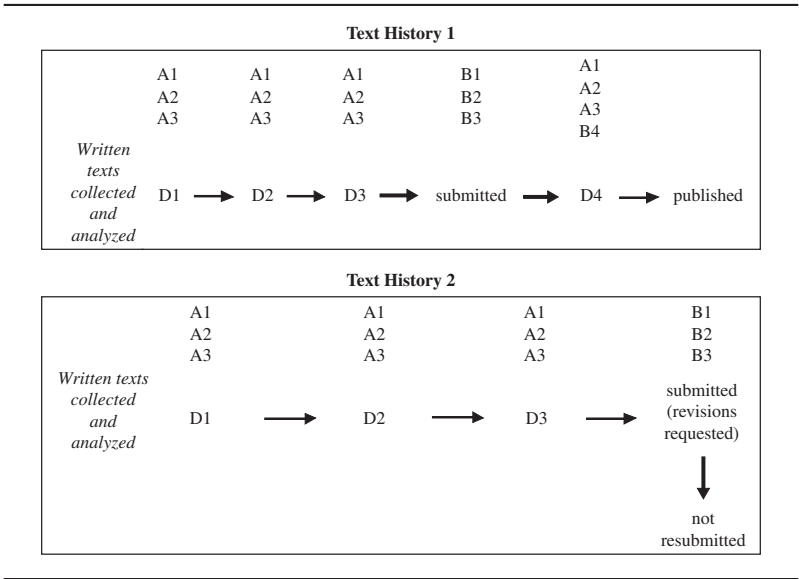 Text History 1
A1 A1 A1 B1 A1
A2 A2 A2 B2 A2
A3 A3 A3 B3 A3
B4
Written
texts
collected
and
analyzed
D1 D2 D3 submitted D4 published
Text History 2
A1 A1 A1 B1
A2 A2 A2 B2
A3 A3 A3 B3
Written texts
collected
and
analyzed
D1 D2 D3 submitted
(revisions
requested)
not
resubmitted